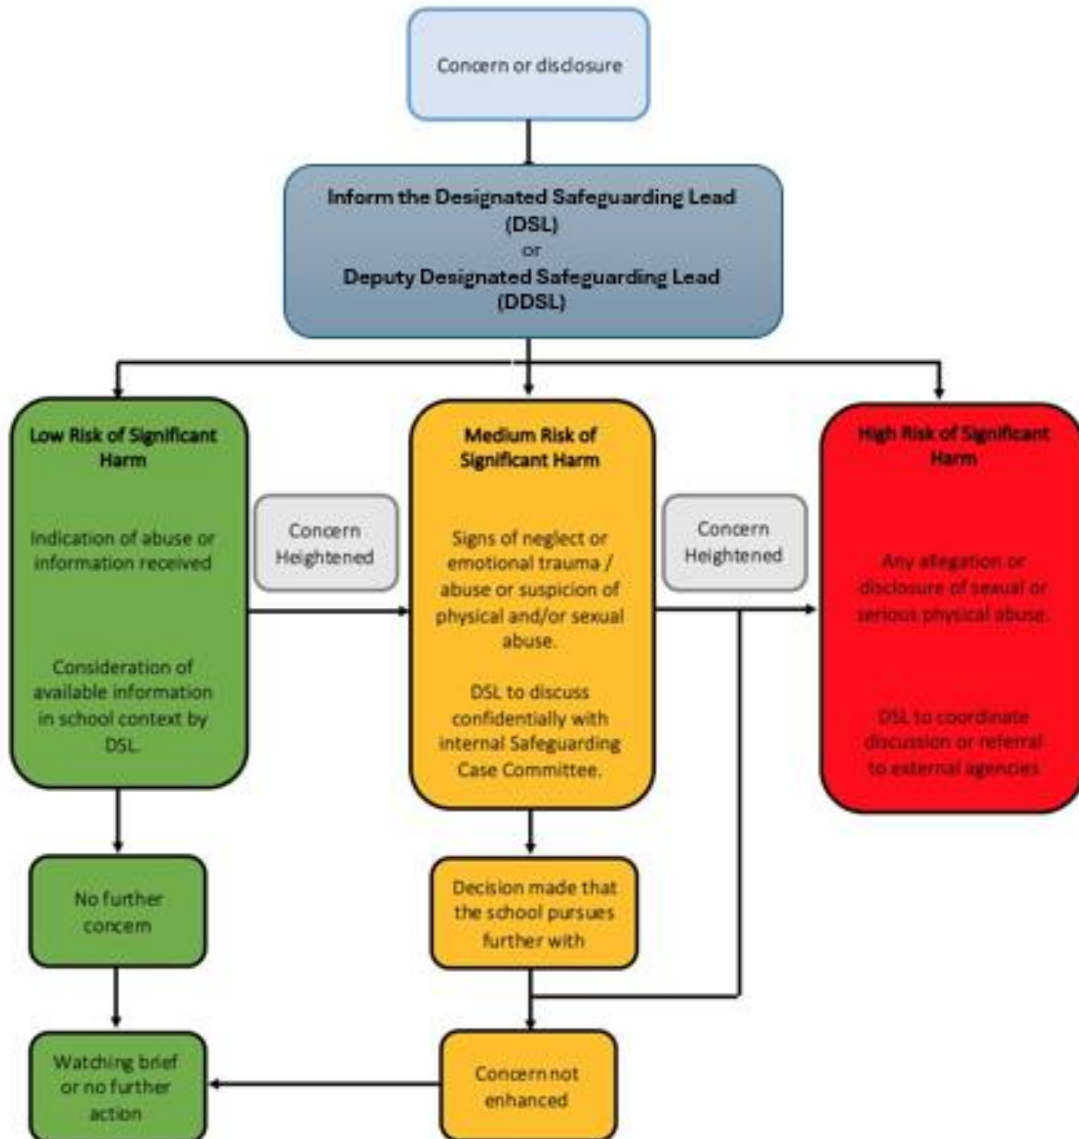 Concern or disclosure
Inform the Designated Safeguarding Lead
(DSL)
or
Deputy Designated Safeguarding Lead
(DDSL)
Low Risk of Significant
Harm
Indication of abuse or
information received
Consideration of
available information
in school context by
DSL.
Concern
Heightened
Medium Risk of
Significant Harm
Signs of neglect or
emotional trauma /
abuse or suspicion of
physical and/or sexual
abuse.
DSL to discuss
confidentially with
internal Safeguarding
Case Committee.
Concern
Heightened
High Risk of Significant
Harm
Any allegation or
disclosure of sexual or
serious physical abuse.
DSL to coordinate
discussion or referral
to external agencies
No further
concern
Decision made that
the school pursues
further with
Watching brief
or no further
action
Concern not
enhanced